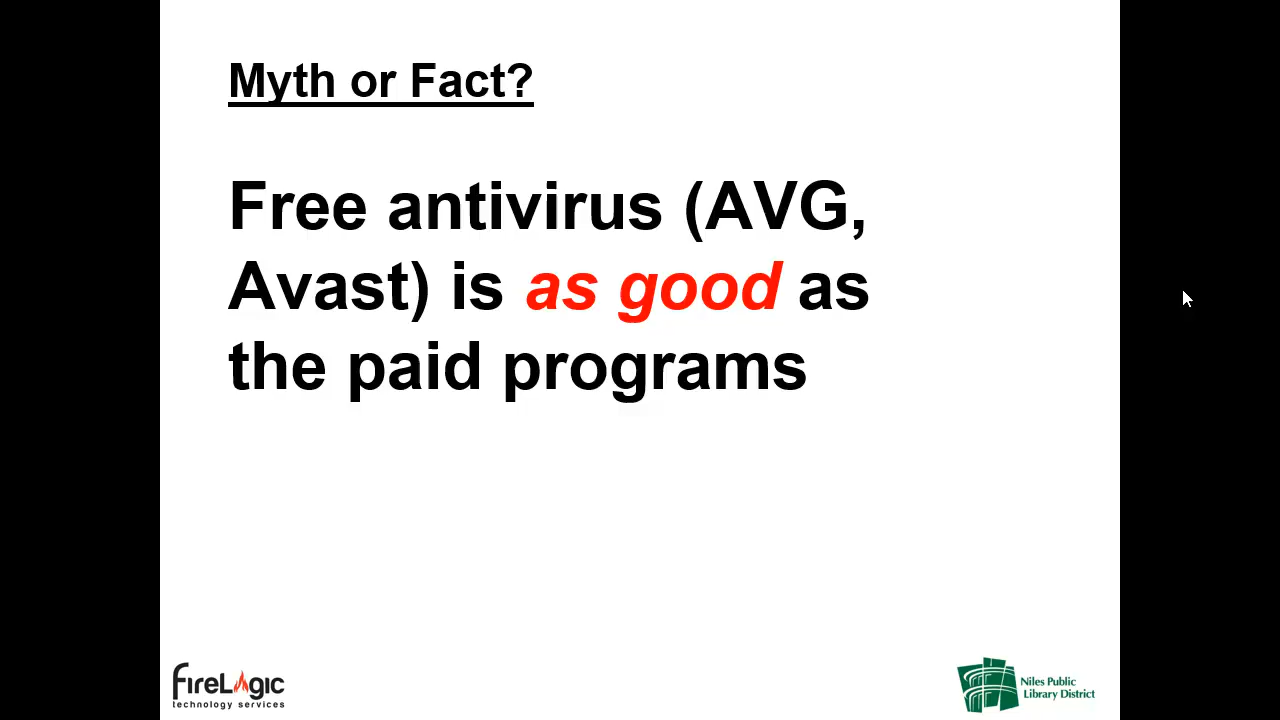 Myth or Fact?
Free antivirus (AVG,
Avast) is as good as
the paid programs
FireLogic
technology services
Niles Public
Library District